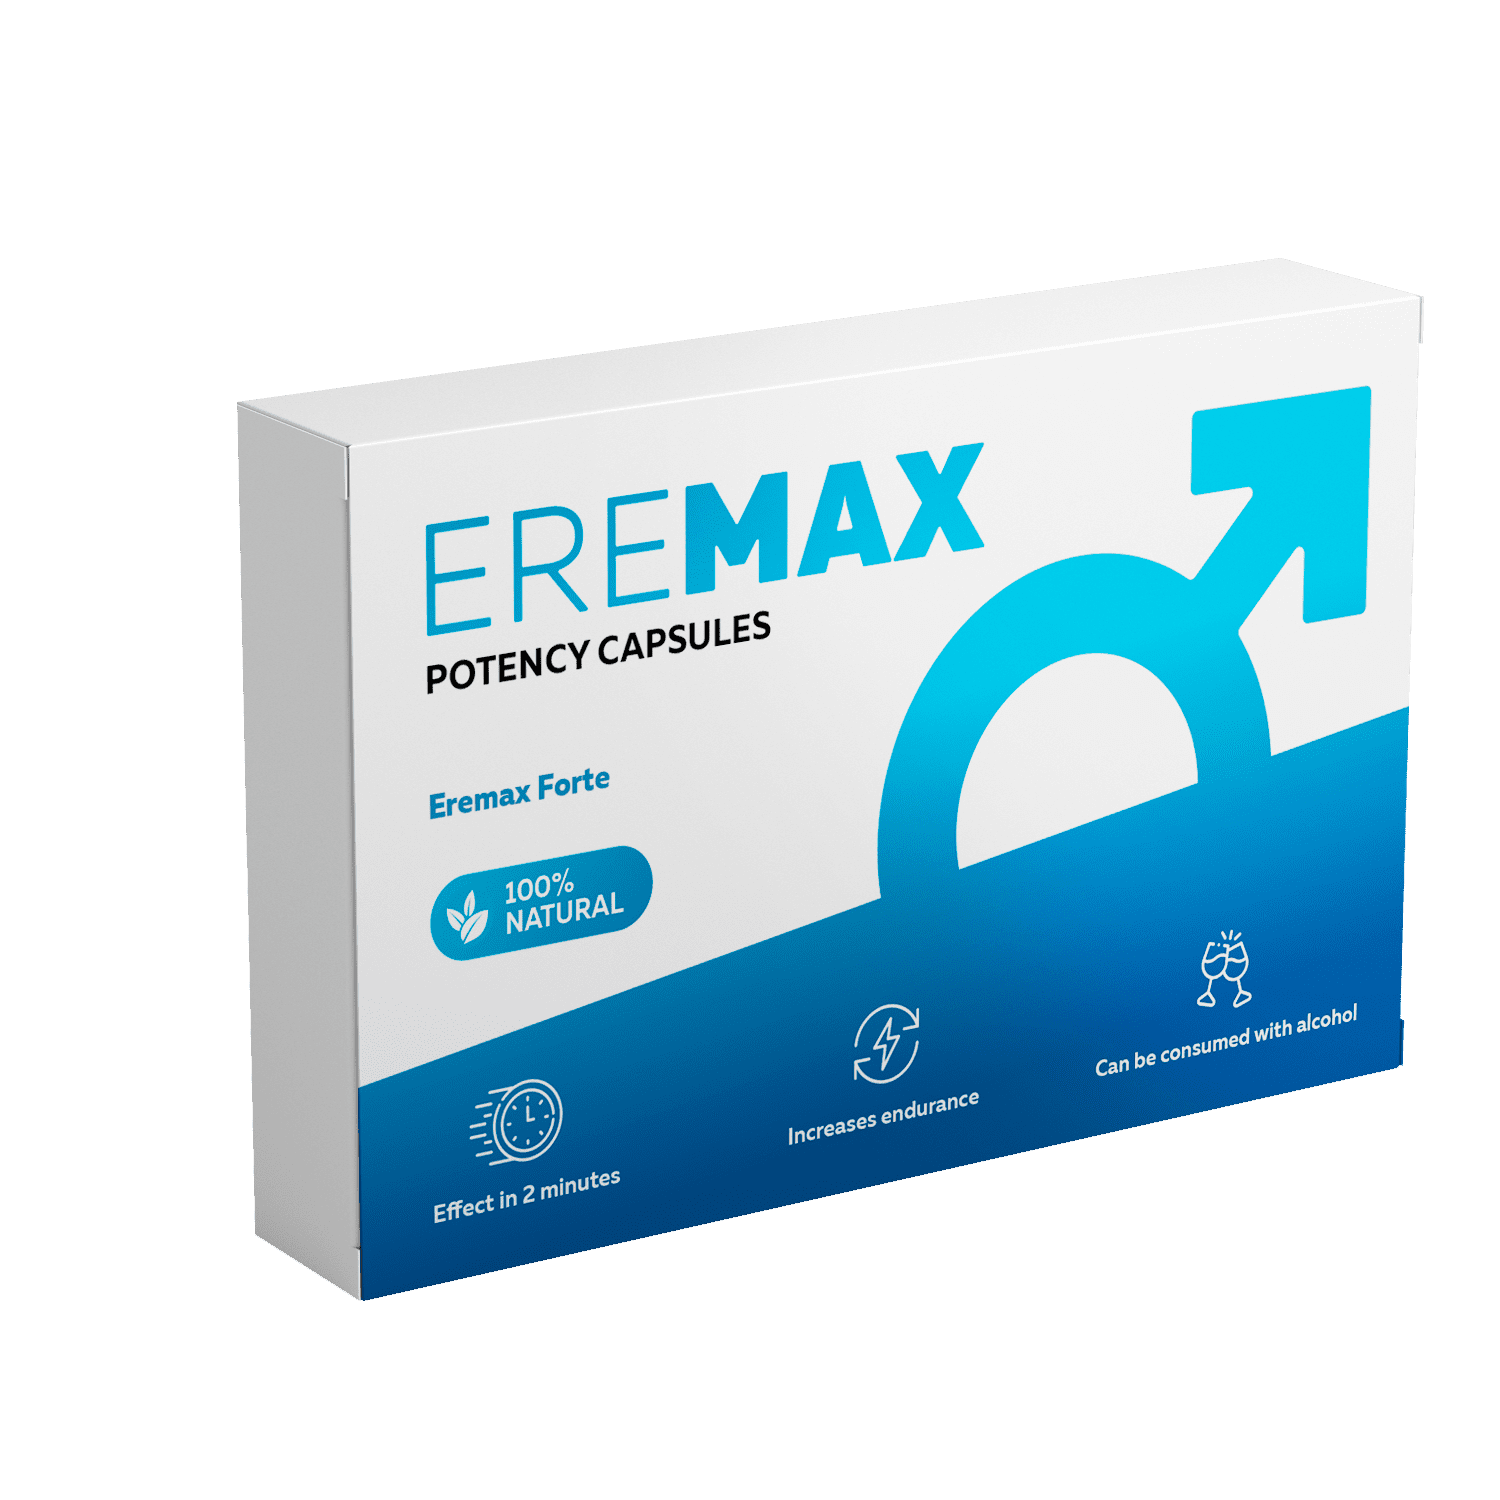 EREMAX
POTENCY CAPSULES
Eremax Forte
100%
NATURAL
Effect in 2 minutes
Increases endurance
Can be consumed with alcohol